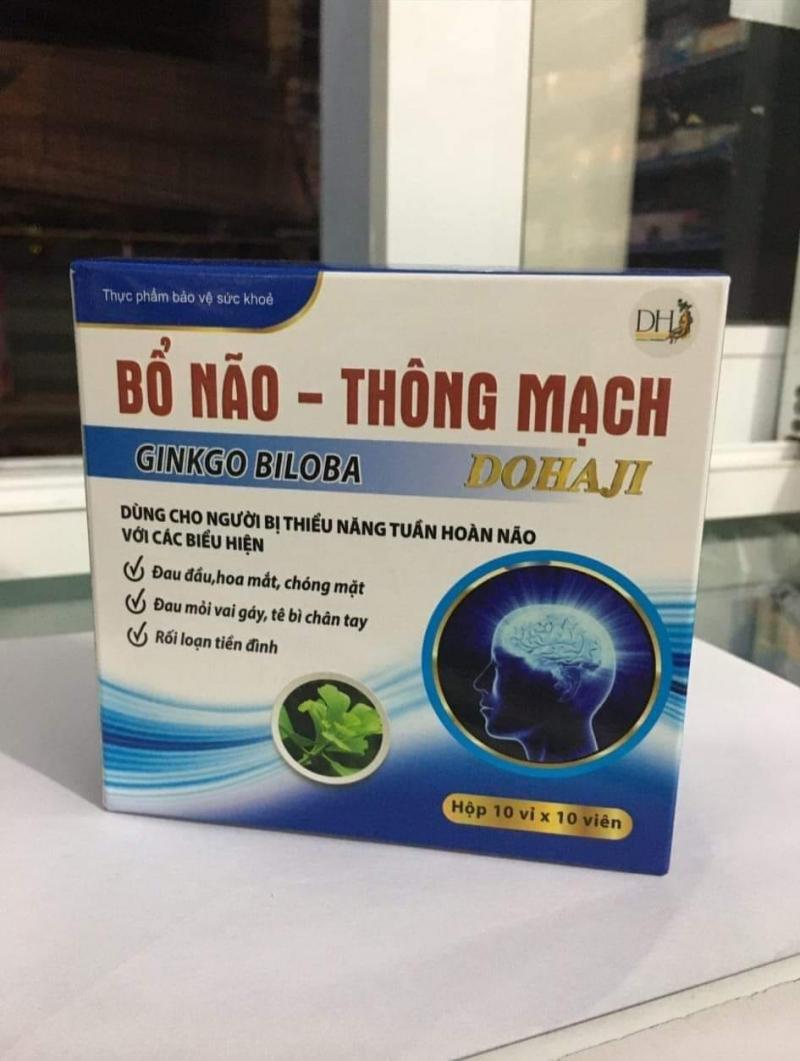 Thực phẩm bảo vệ sức khoẻ
DH
BỔ NÃO - THÔNG MẠCH
GINKGO BILOBA DOHAJI
DÙNG CHO NGƯỜI BỊ THIỂU NĂNG TUẦN HOÀN NÃO
VỚI CÁC BIỂU HIỆN
Đau đầu,hoa mắt, chóng mặt
Đau mỏi vai gáy, tê bì chân tay
Rối loạn tiền đình
Hộp 10 vỉ x 10 viên